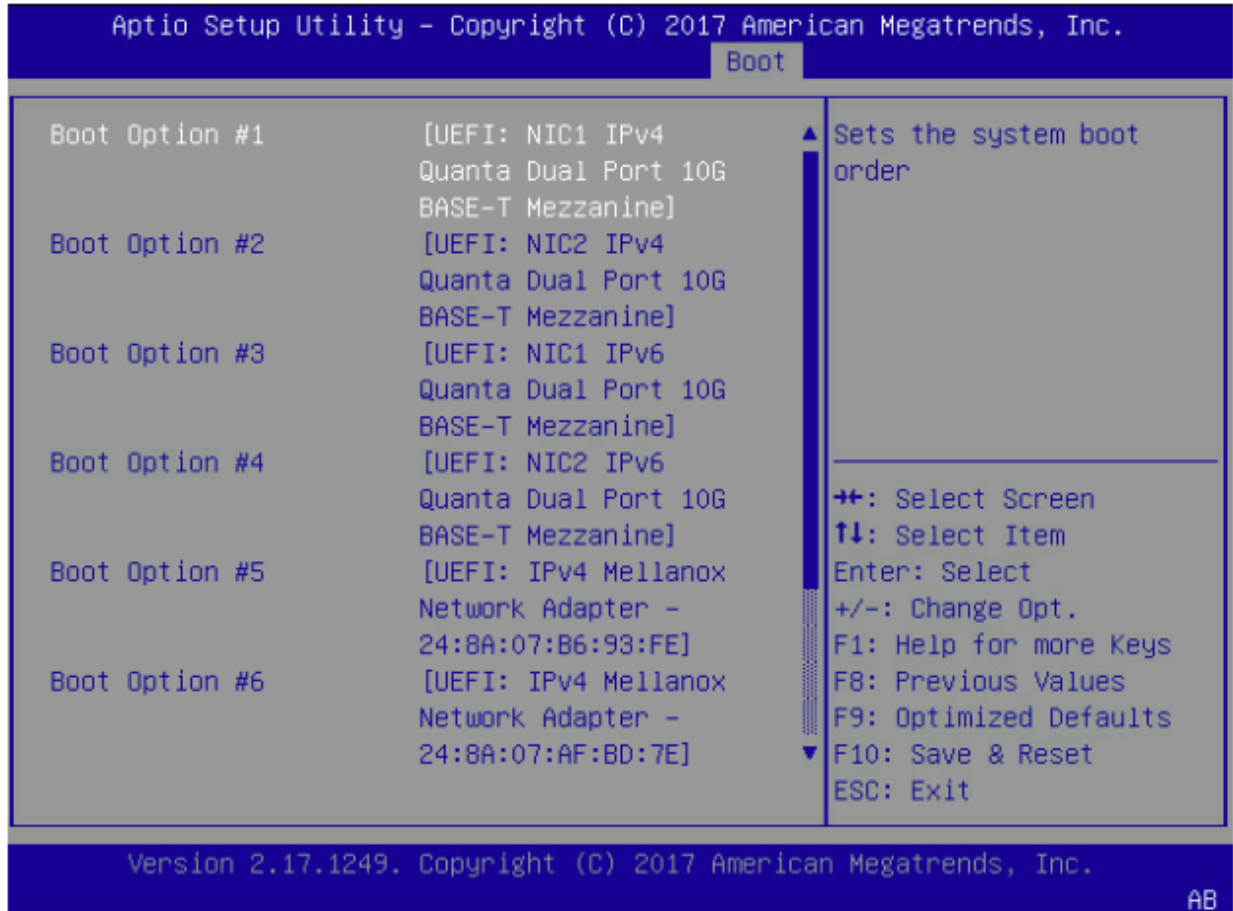 Aptio Setup Utility – Copyright (C) 2017 American Megatrends, Inc.
Boot
Boot Option #1 [UEFI: NIC1 IPv4
Quanta Dual Port 10G
BASE–T Mezzanine]
Boot Option #2 [UEFI: NIC2 IPv4
Quanta Dual Port 10G
BASE–T Mezzanine]
Boot Option #3 [UEFI: NIC1 IPv6
Quanta Dual Port 10G
BASE–T Mezzanine]
Boot Option #4 [UEFI: NIC2 IPv6
Quanta Dual Port 10G
BASE–T Mezzanine]
Boot Option #5 [UEFI: IPv4 Mellanox
Network Adapter –
24:8A:07:B6:93:FE]
Boot Option #6 [UEFI: IPv4 Mellanox
Network Adapter –
24:8A:07:AF:BD:7E]
Sets the system boot
order
→←: Select Screen
↑↓: Select Item
Enter: Select
+/–: Change Opt.
F1: Help for more Keys
F8: Previous Values
F9: Optimized Defaults
F10: Save & Reset
ESC: Exit
Version 2.17.1249. Copyright (C) 2017 American Megatrends, Inc.
AB